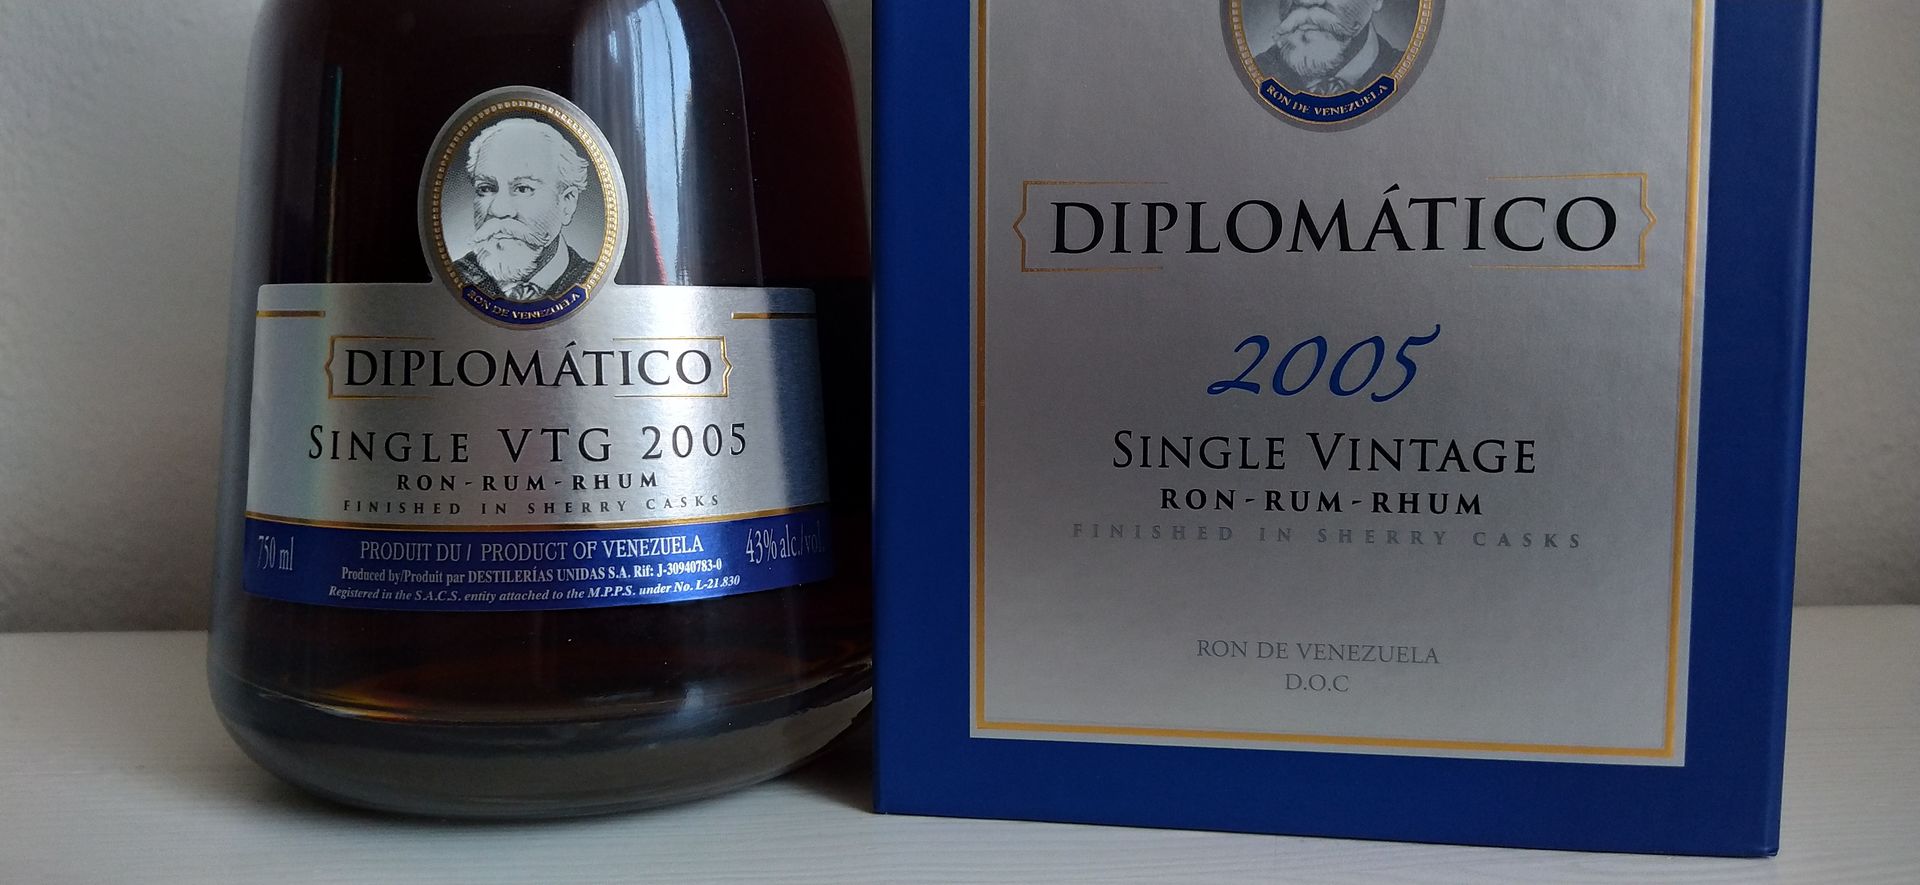 RON DE VENEZUELA
DIPLOMÁTICO
SINGLE VTG 2005
RON-RUM-RHUM
FINISHED IN SHERRY CASKS
750 ml
PRODUIT DU / PRODUCT OF VENEZUELA
43% alc./vol.
Produced by/Produit par DESTILERÍAS UNIDAS S.A. Rif: J-30940783-0
Registered in the S.A.C.S. entity attached to the M.P.P.S. under No. L-21.830
RON DE VENEZUELA
DIPLOMÁTICO
2005
SINGLE VINTAGE
RON-RUM-RHUM
FINISHED IN SHERRY CASKS
RON DE VENEZUELA
D.O.C